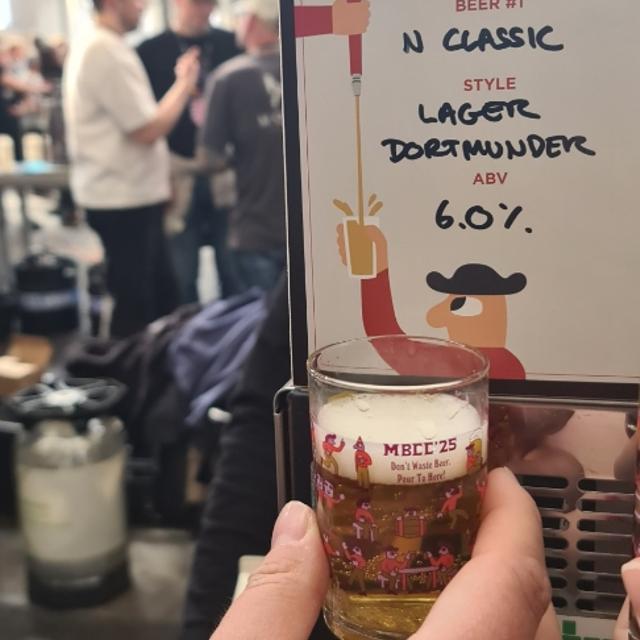 BEER #1
N CLASSIC
STYLE
LAGER
DORTMUNDER
ABV
6.0%
MBCC'25
Don't Waste Beer.
Pour To Here!